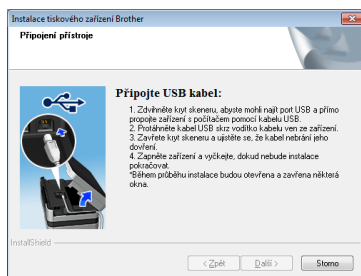 Instalace tiskového zařízení Brother
Připojení přístroje
Připojte USB kabel:
1. Zdvihněte kryt skeneru, abyste mohli najít port USB a přímo
propojte zařízení s počítačem pomocí kabelu USB.
2. Protáhněte kabel USB skrz vodítko kabelu ven ze zařízení.
3. Zavřete kryt skeneru a ujistěte se, že kabel nebrání jeho
dovření.
4. Zapněte zařízení a vyčkejte, dokud nebude instalace
pokračovat.
*Během průběhu instalace budou otevřena a zavřena některá
okna.
InstallShield
< Zpět
Další >
Storno